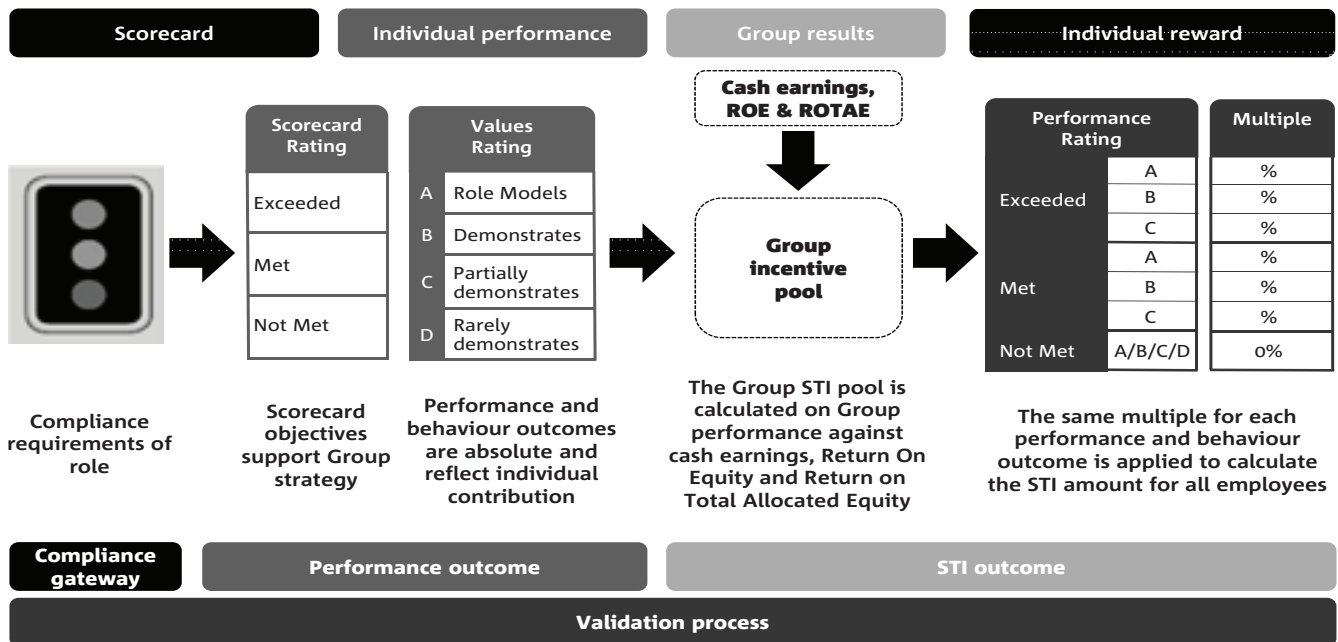 Scorecard
Individual performance
Group results
Individual reward
Cash earnings,
ROE & ROTAE
Scorecard
Rating
Exceeded
Met
Not Met
Values
Rating
A Role Models
B Demonstrates
C Partially
demonstrates
D Rarely
demonstrates
Group
incentive
pool
Performance
Rating
Multiple
Exceeded
A %
B %
C %
Met
A %
B %
C %
Not Met A/B/C/D 0%
Compliance
requirements of
role
Scorecard
objectives
support Group
strategy
Performance and
behaviour outcomes
are absolute and
reflect individual
contribution
The Group STI pool is
calculated on Group
performance against
cash earnings, Return On
Equity and Return on
Total Allocated Equity
The same multiple for each
performance and behaviour
outcome is applied to calculate
the STI amount for all employees
Compliance
gateway
Performance outcome
STI outcome
Validation process